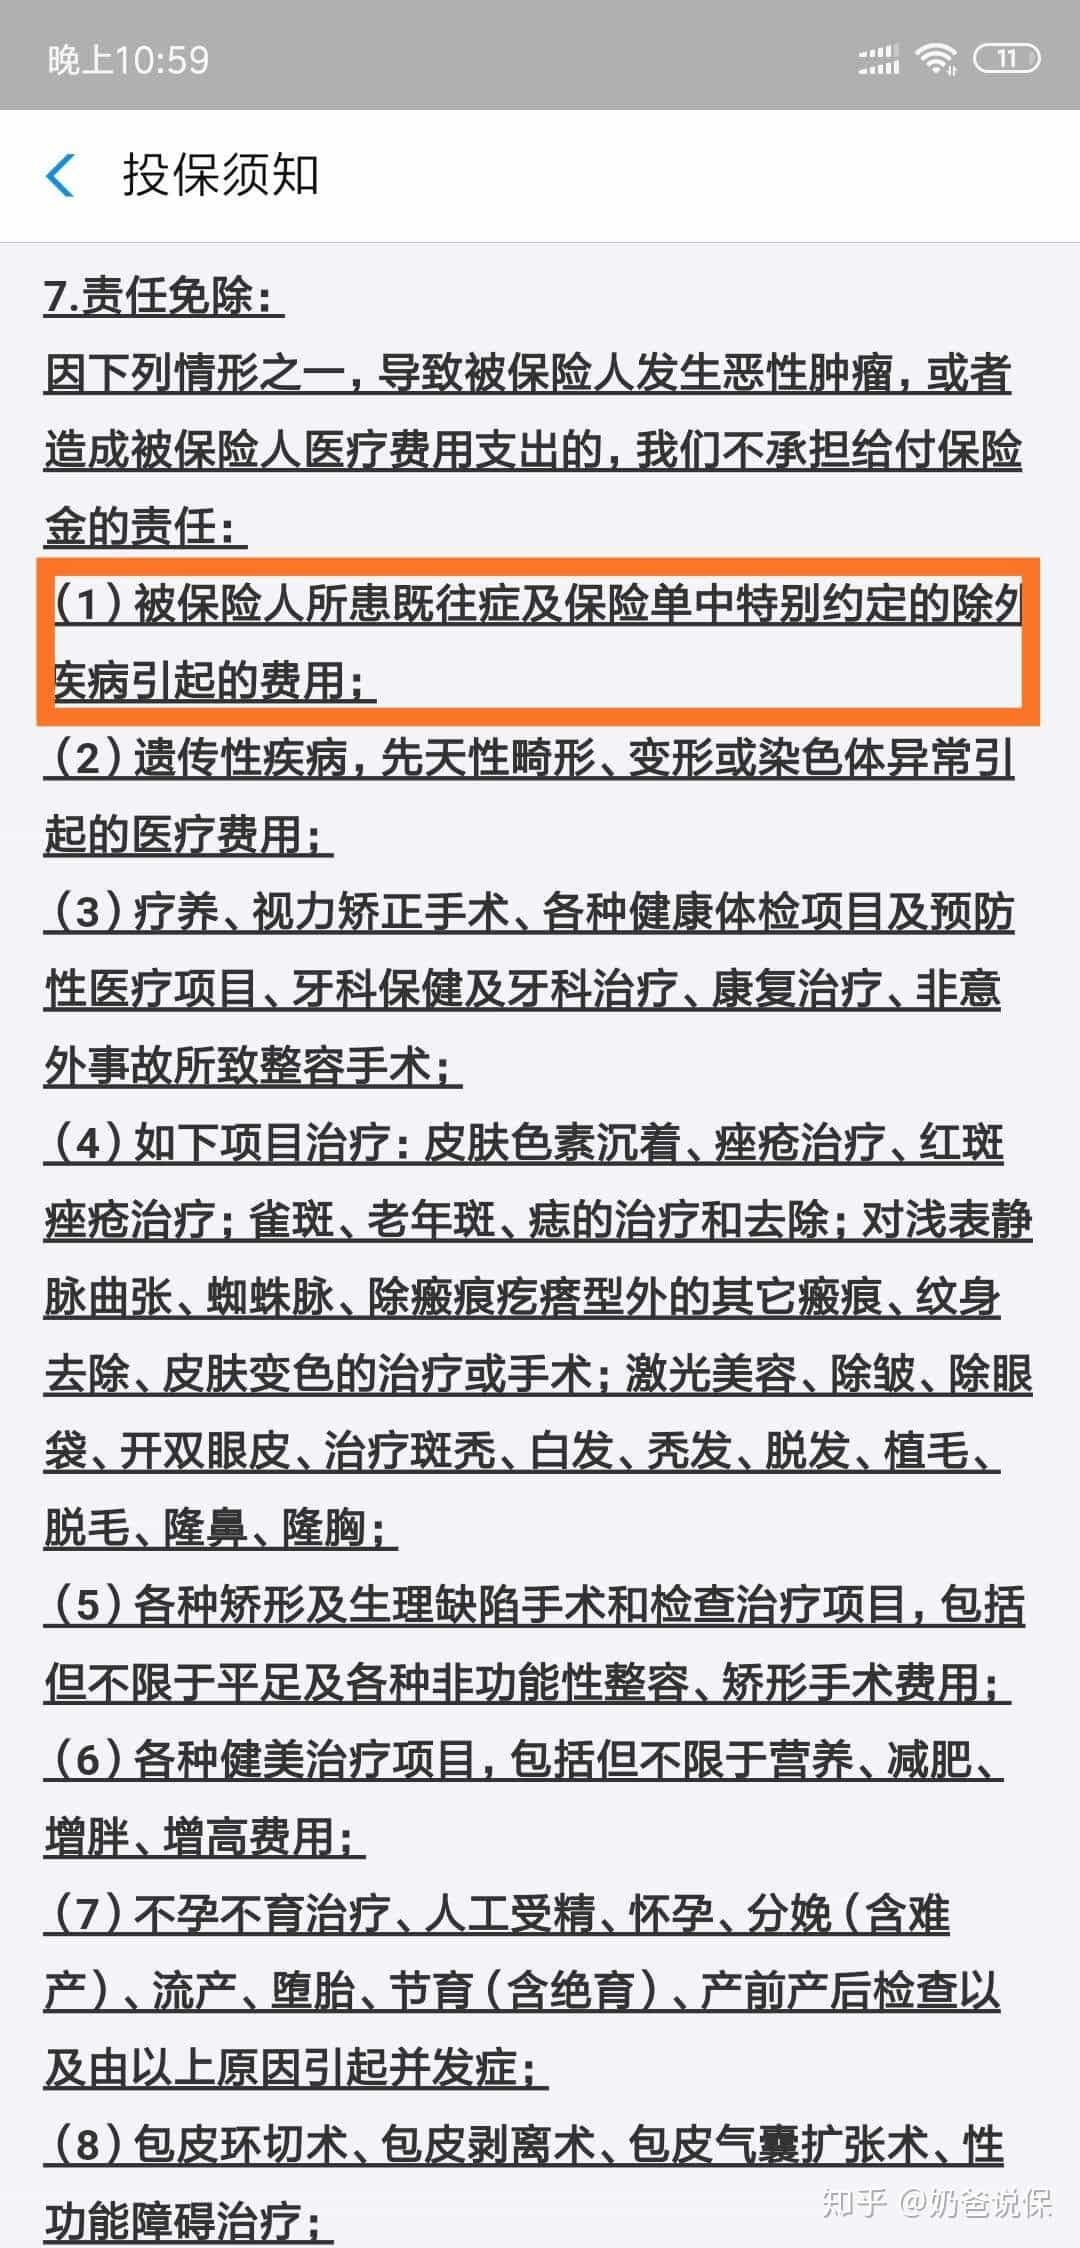 晚上10:59
11
投保须知
7.责任免除：
因下列情形之一，导致被保险人发生恶性肿瘤，或者
造成被保险人医疗费用支出的，我们不承担给付保险
金的责任：
（1）被保险人所患既往症及保险单中特别约定的除外
疾病引起的费用；
（2）遗传性疾病，先天性畸形、变形或染色体异常引
起的医疗费用；
（3）疗养、视力矫正手术、各种健康体检项目及预防
性医疗项目、牙科保健及牙科治疗、康复治疗、非意
外事故所致整容手术；
（4）如下项目治疗：皮肤色素沉着、痤疮治疗、红斑
痤疮治疗；雀斑、老年斑、痣的治疗和去除；对浅表静
脉曲张、蜘蛛脉、除瘢痕疙瘩型外的其它瘢痕、纹身
去除、皮肤变色的治疗或手术；激光美容、除皱、除眼
袋、开双眼皮、治疗斑秃、白发、秃发、脱发、植毛、
脱毛、隆鼻、隆胸；
（5）各种矫形及生理缺陷手术和检查治疗项目，包括
但不限于平足及各种非功能性整容、矫形手术费用；
（6）各种健美治疗项目，包括但不限于营养、减肥、
增胖、增高费用；
（7）不孕不育治疗、人工受精、怀孕、分娩（含难
产）、流产、堕胎、节育（含绝育）、产前产后检查以
及由以上原因引起并发症；
（8）包皮环切术、包皮剥离术、包皮气囊扩张术、性
功能障碍治疗；
知乎 @奶爸说保